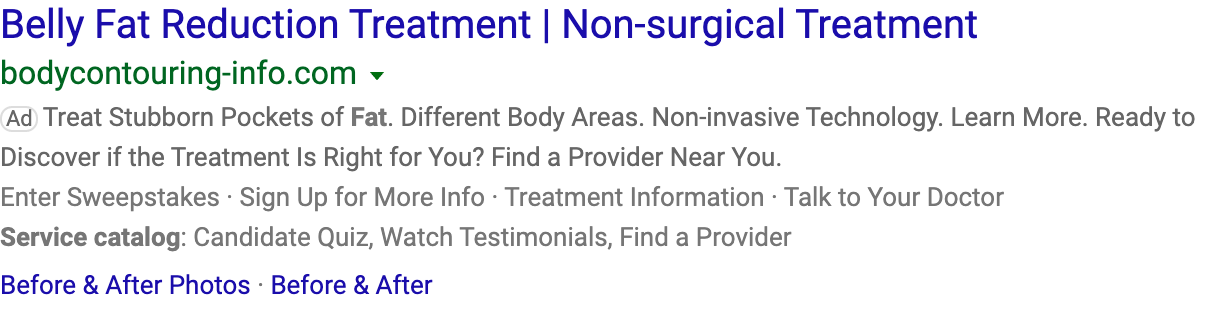 Belly Fat Reduction Treatment | Non-surgical Treatment
bodycontouring-info.com
Ad Treat Stubborn Pockets of Fat. Different Body Areas. Non-invasive Technology. Learn More. Ready to
Discover if the Treatment Is Right for You? Find a Provider Near You.
Enter Sweepstakes · Sign Up for More Info · Treatment Information · Talk to Your Doctor
Service catalog: Candidate Quiz, Watch Testimonials, Find a Provider
Before & After Photos · Before & After